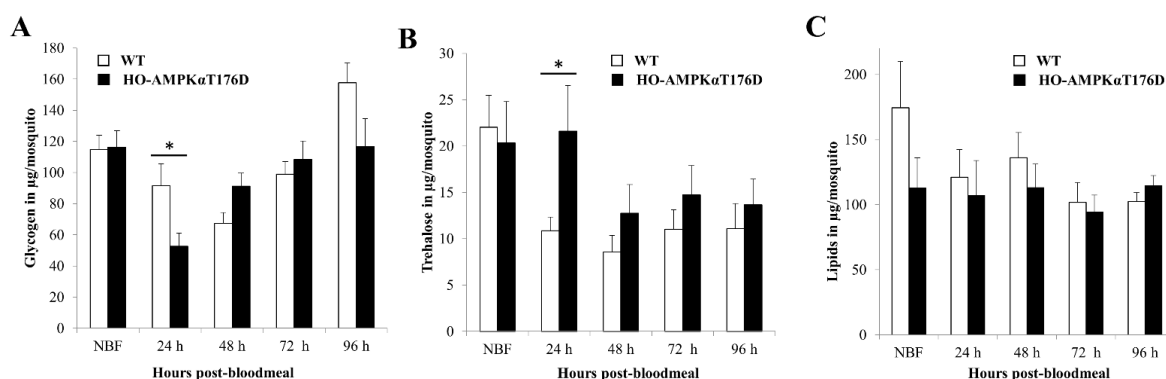 A
Glycogen in µg/mosquito
180
160
140
120
100
80
60
40
20
0
WT
HO-AMPKαT176D
*
NBF
24 h
48 h
72 h
96 h
Hours post-bloodmeal
B
Trehalose in µg/mosquito
30
25
20
15
10
5
0
*
WT
HO-AMPKαT176D
NBF
24 h
48 h
72 h
96 h
Hours post-bloodmeal
C
Lipids in µg/mosquito
200
150
100
50
0
WT
HO-AMPKαT176D
NBF
24 h
48 h
72 h
96 h
Hours post-bloodmeal